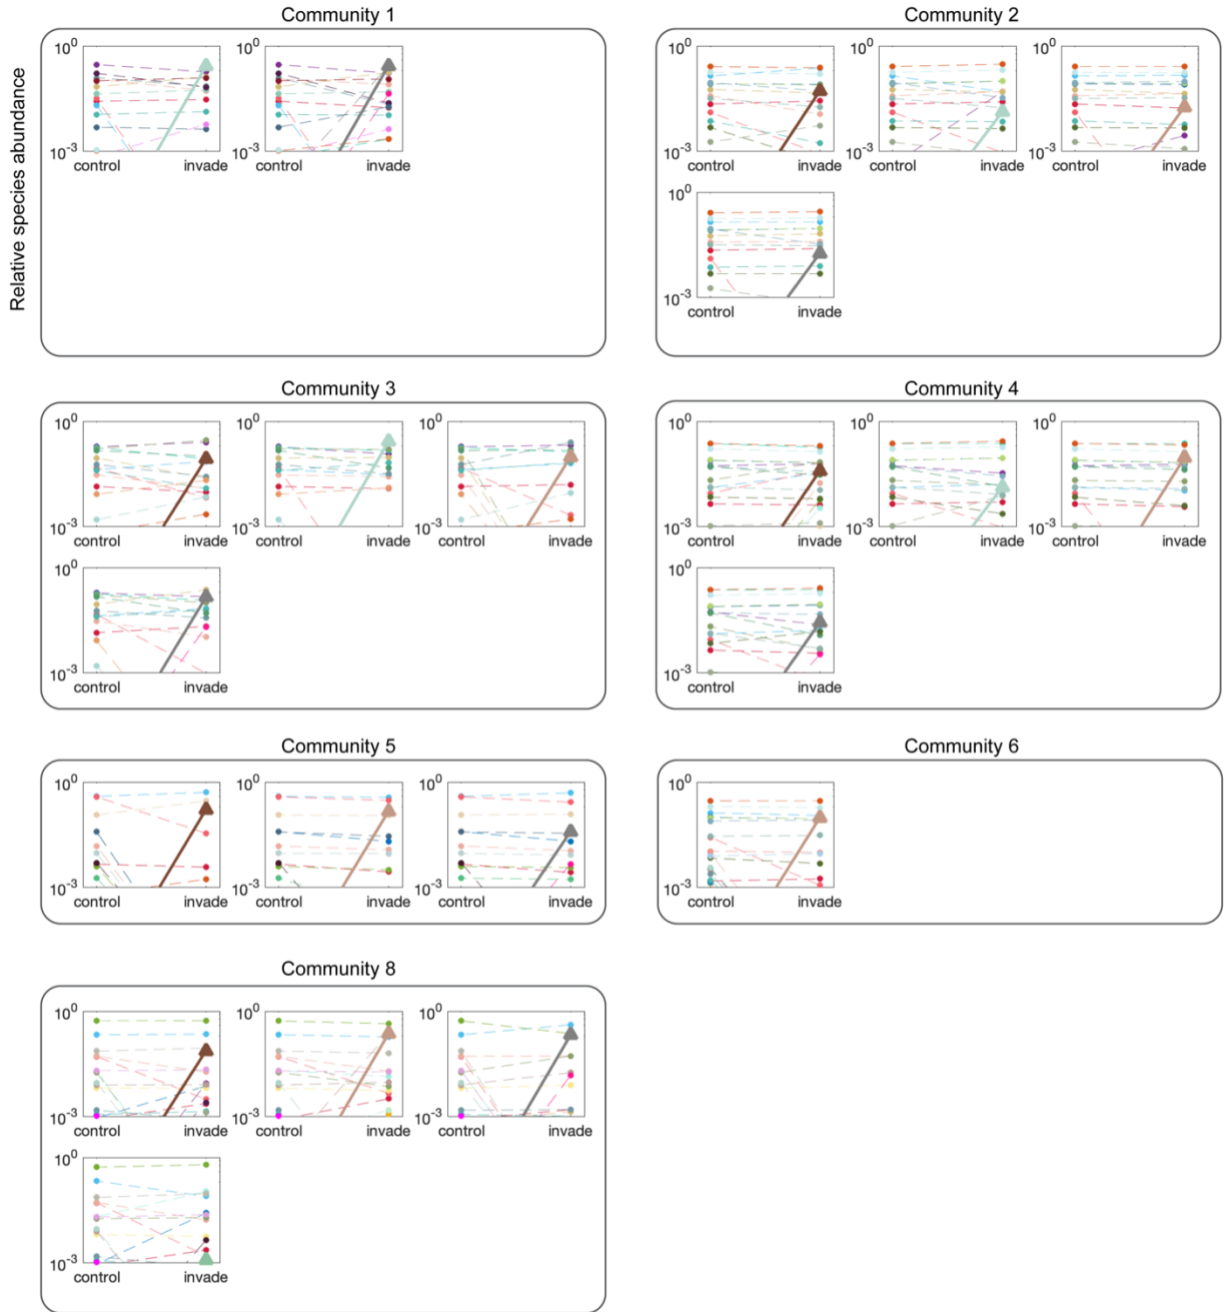 Community 1
Community 2
Relative species abundance
10^0
10^-3
control
invade
10^0
10^-3
control
invade
10^0
10^-3
control
invade
10^0
10^-3
control
invade
10^0
10^-3
control
invade
10^0
10^-3
control
invade
Community 3
Community 4
10^0
10^-3
control
invade
10^0
10^-3
control
invade
10^0
10^-3
control
invade
10^0
10^-3
control
invade
10^0
10^-3
control
invade
10^0
10^-3
control
invade
10^0
10^-3
control
invade
10^0
10^-3
control
invade
Community 5
Community 6
10^0
10^-3
control
invade
10^0
10^-3
control
invade
10^0
10^-3
control
invade
10^0
10^-3
control
invade
Community 8
10^0
10^-3
control
invade
10^0
10^-3
control
invade
10^0
10^-3
control
invade
10^0
10^-3
control
invade